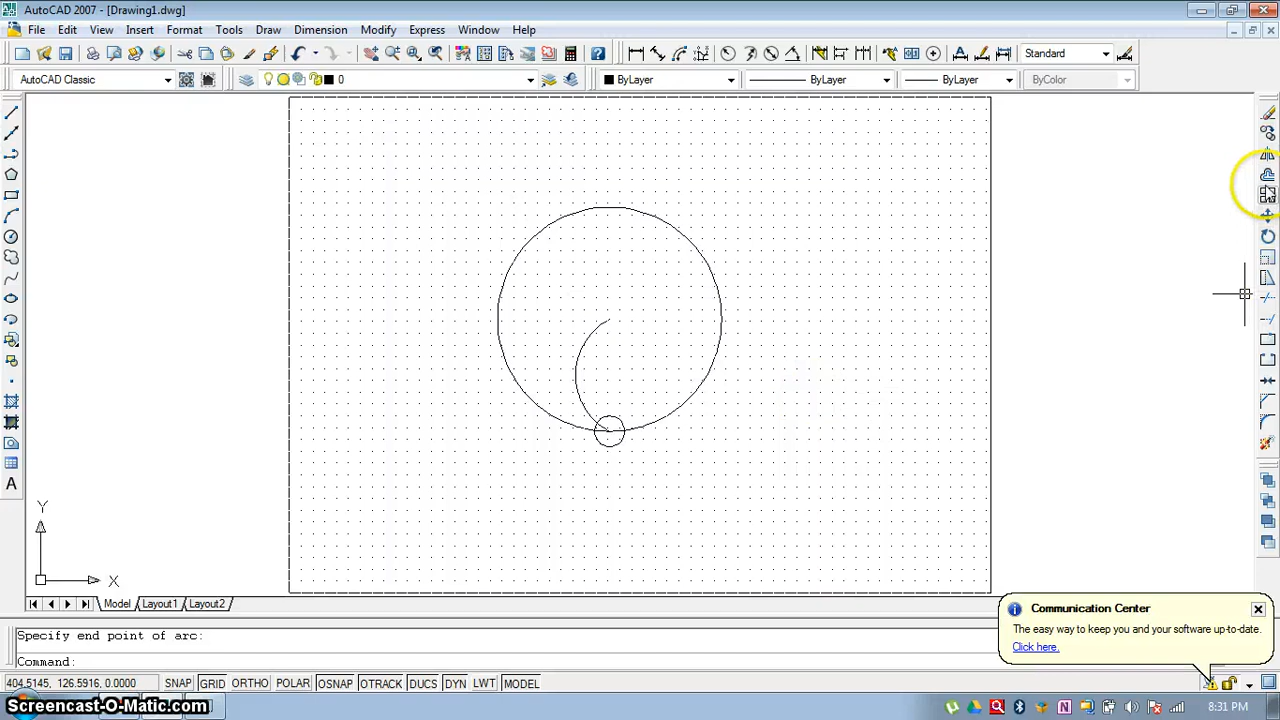 AutoCAD 2007 - [Drawing1.dwg]
File Edit View Insert Format Tools Draw Dimension Modify Express Window Help
Standard
AutoCAD Classic 0 ByLayer ByLayer ByLayer ByColor
A
Y
X
Model Layout1 Layout2
Communication Center
The easy way to keep you and your software up-to-date.
Click here.
Specify end point of arc:
Command:
404.5145, 126.5916, 0.0000 SNAP GRID ORTHO POLAR OSNAP OTRACK DUCS DYN LWT MODEL
Screencast-O-Matic.com
8:31 PM